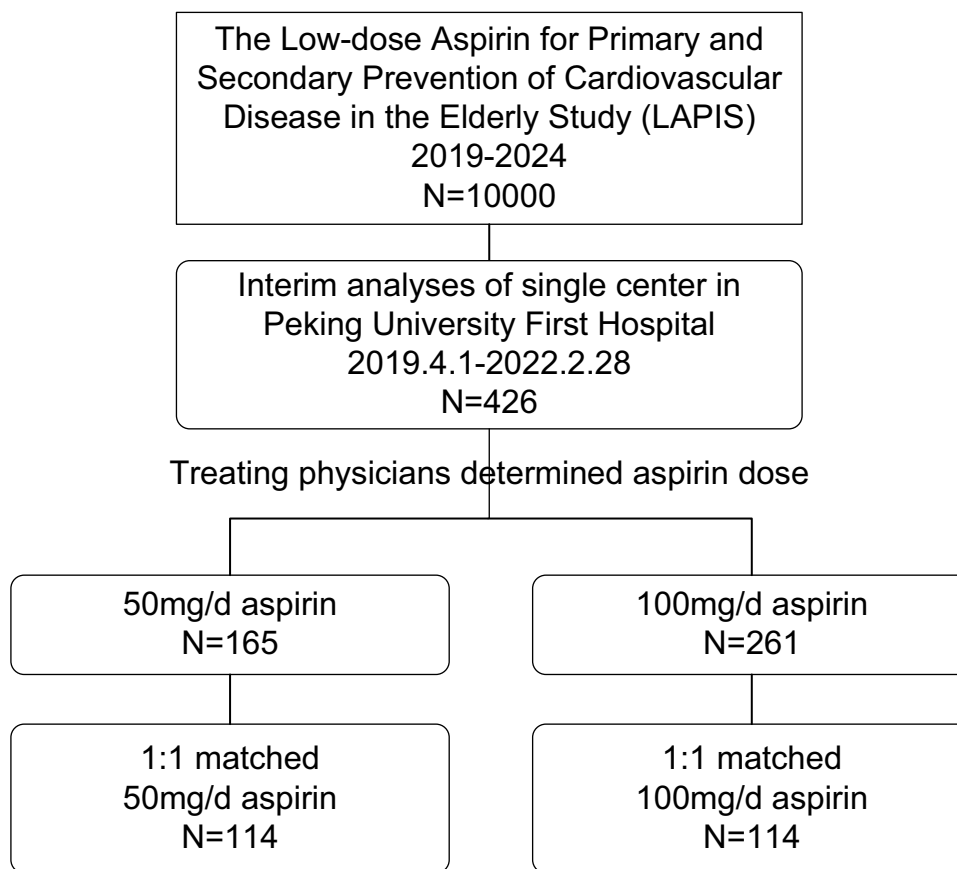 The Low-dose Aspirin for Primary and
Secondary Prevention of Cardiovascular
Disease in the Elderly Study (LAPIS)
2019-2024
N=10000
Interim analyses of single center in
Peking University First Hospital
2019.4.1-2022.2.28
N=426
Treating physicians determined aspirin dose
50mg/d aspirin
N=165
100mg/d aspirin
N=261
1:1 matched
50mg/d aspirin
N=114
1:1 matched
100mg/d aspirin
N=114